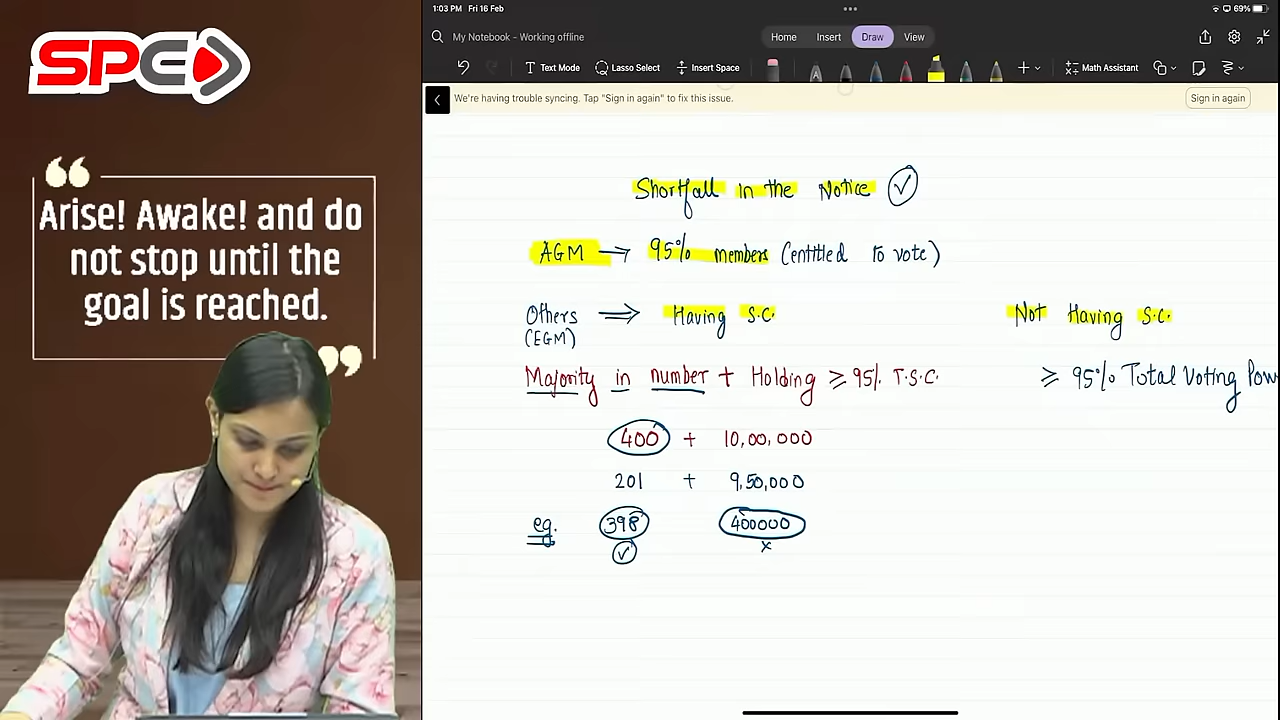 SPC
“
Arise! Awake! and do
not stop until the
goal is reached.
”
1:03 PM Fri 16 Feb
69%
My Notebook - Working offline
Home Insert Draw View
Text Mode Lasso Select Insert Space Math Assistant
We're having trouble syncing. Tap "Sign in again" to fix this issue. Sign in again
Shortfall in the Notice ✓
AGM → 95% members (entitled to vote)
Others ⇒ Having S.C. Not Having S.C.
(EGM)
Majority in number + Holding ≥ 95% T.S.C. ≥ 95% Total Voting Pow
400 + 10,00,000
201 + 9,50,000
eg. 398 400000
✓ x